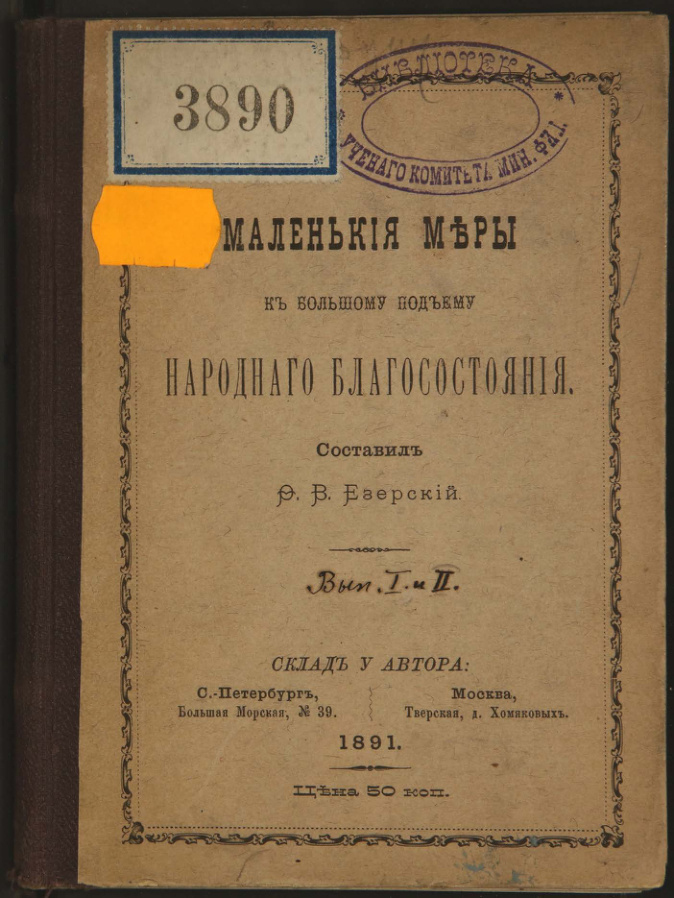 3890
БИБЛІОТЕКА
УЧЕНАГО КОМИТЕТА МИН. ФИН.
МАЛЕНЬКІЯ МѢРЫ
КЪ БОЛЬШОМУ ПОДЪЕМУ
НАРОДНАГО БЛАГОСОСТОЯНІЯ.
Составилъ
Ѳ. В. Езерскій.
Вып. I. и II.
СКЛАДЪ У АВТОРА:
С.-Петербургъ,
Большая Морская, № 39.
Москва,
Тверская, д. Хомяковыхъ.
1891.
Цѣна 50 коп.